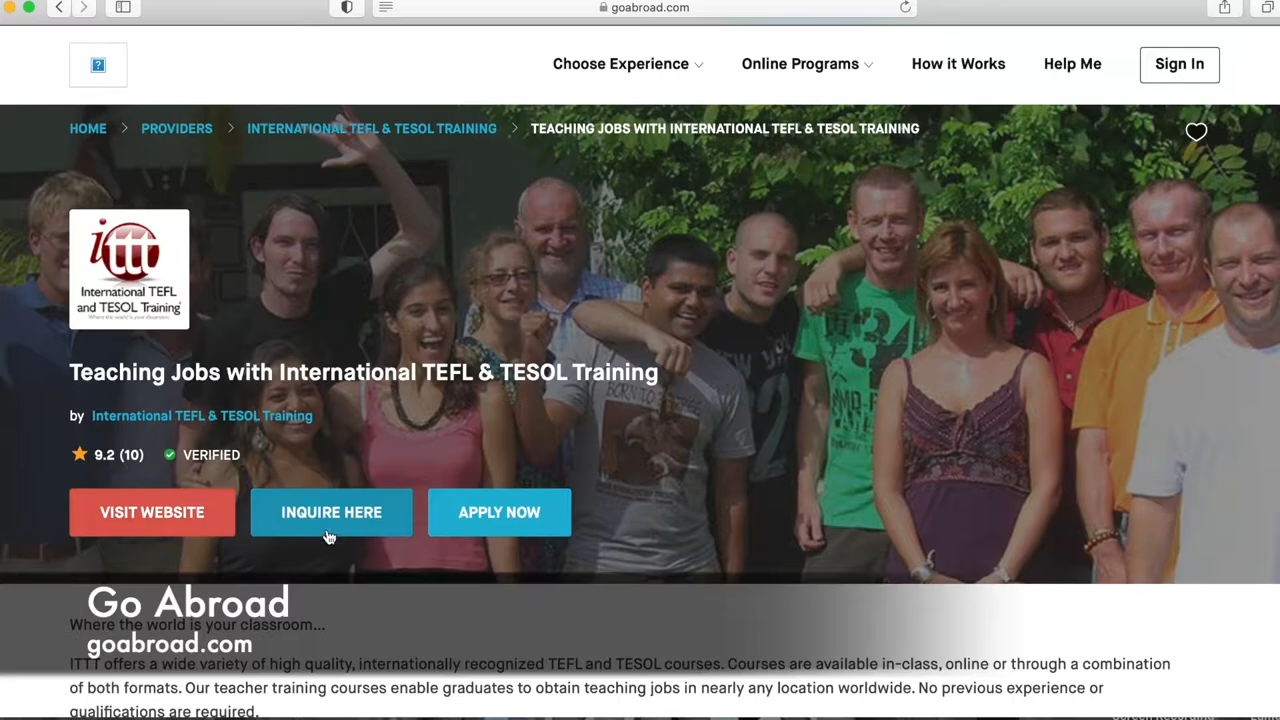 goabroad.com
Choose Experience
Online Programs
How it Works
Help Me
Sign In
HOME
PROVIDERS
INTERNATIONAL TEFL & TESOL TRAINING
TEACHING JOBS WITH INTERNATIONAL TEFL & TESOL TRAINING
ittt
International TEFL
and TESOL Training
Where the world is your classroom...
Teaching Jobs with International TEFL & TESOL Training
by International TEFL & TESOL Training
9.2 (10)
VERIFIED
VISIT WEBSITE
INQUIRE HERE
APPLY NOW
Go Abroad
Where the world is your classroom...
goabroad.com
ITTT offers a wide variety of high quality, internationally recognized TEFL and TESOL courses. Courses are available in-class, online or through a combination
of both formats. Our teacher training courses enable graduates to obtain teaching jobs in nearly any location worldwide. No previous experience or
qualifications are required.